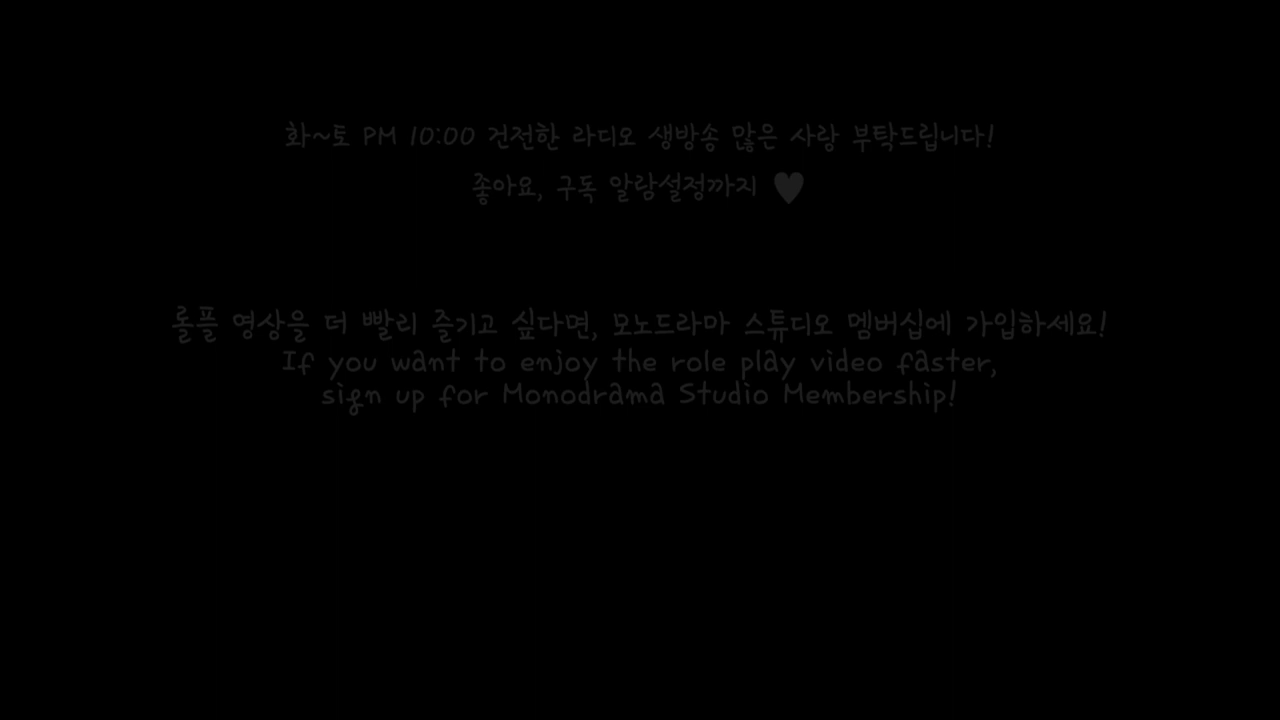 화~토 PM 10:00 건전한 라디오 생방송 많은 사랑 부탁드립니다!
좋아요, 구독 알람설정까지 ♥
롤플 영상을 더 빨리 즐기고 싶다면, 모노드라마 스튜디오 멤버십에 가입하세요!
If you want to enjoy the role play video faster,
sign up for Monodrama Studio Membership!